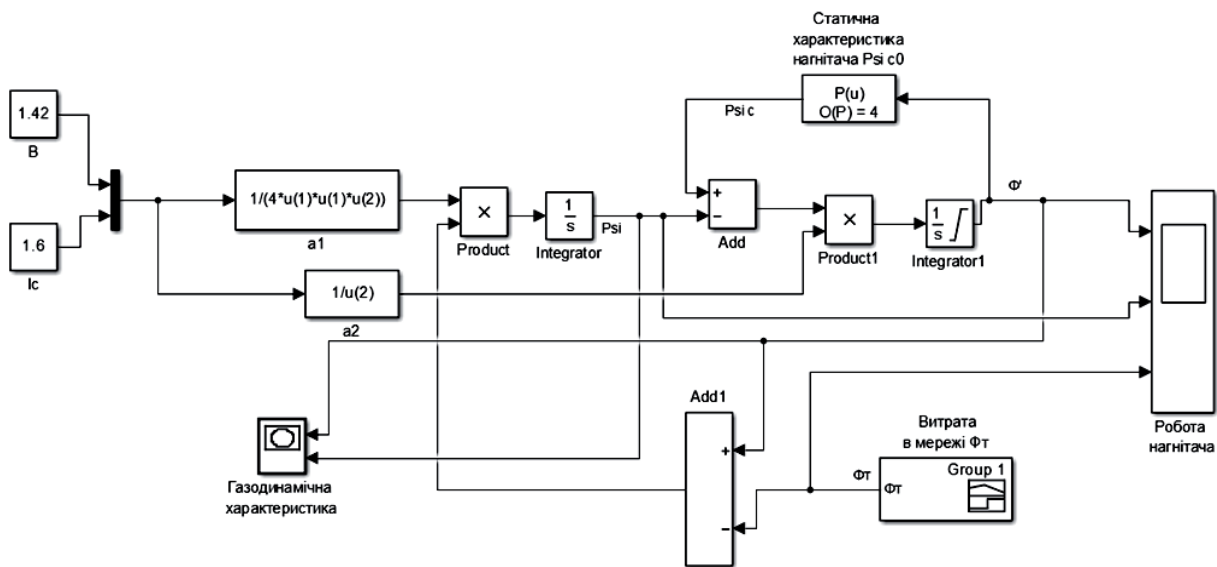 Статична
характеристика
нагнітача Psi c0
P(u)
O(P) = 4
Psi c
1.42
B
1.6
Ic
1/(4*u(1)*u(1)*u(2))
a1
1/u(2)
a2
×
Product
1
s
Integrator
Psi
+
−
Add
×
Product1
1
s
Integrator1
Ф'
Add1
+
−
Газодинамічна
характеристика
Витрата
в мережі Фт
Group 1
Фт
Фт
Робота
нагнітача